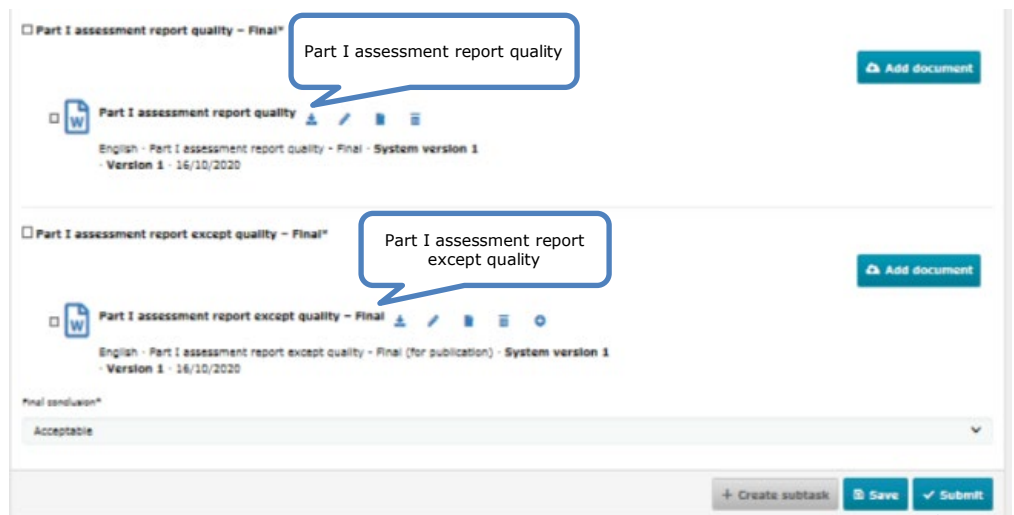 Part I assessment report quality – Final*
Part I assessment report quality
Add document
Part I assessment report quality
English · Part I assessment report quality - Final · System version 1
· Version 1 · 16/10/2020
Part I assessment report except quality – Final*
Part I assessment report
except quality
Add document
Part I assessment report except quality – Final
English · Part I assessment report except quality - Final (for publication) · System version 1
· Version 1 · 16/10/2020
Final conclusion*
Acceptable
+ Create subtask Save Submit